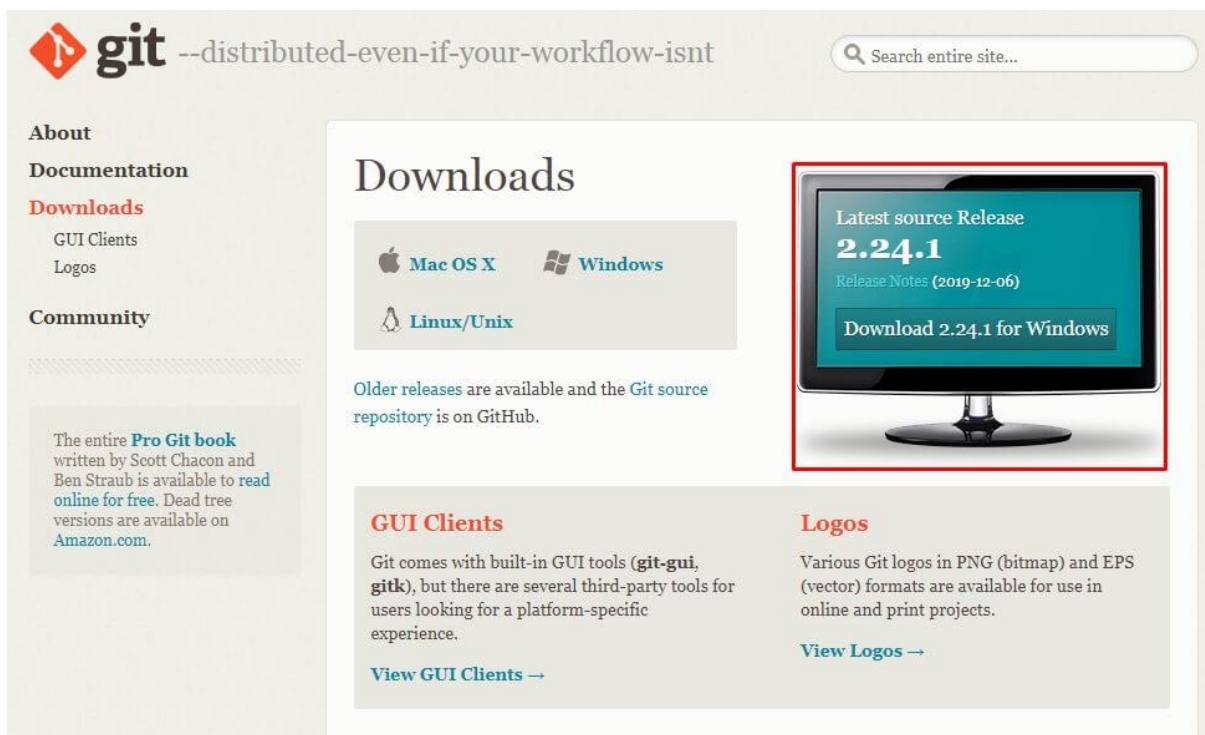 git --distributed-even-if-your-workflow-isnt
Search entire site...
About
Documentation
Downloads
GUI Clients
Logos
Community
The entire Pro Git book
written by Scott Chacon and
Ben Straub is available to read
online for free. Dead tree
versions are available on
Amazon.com.
Downloads
Mac OS X
Windows
Linux/Unix
Older releases are available and the Git source
repository is on GitHub.
Latest source Release
2.24.1
Release Notes (2019-12-06)
Download 2.24.1 for Windows
GUI Clients
Git comes with built-in GUI tools (git-gui,
gitk), but there are several third-party tools for
users looking for a platform-specific
experience.
View GUI Clients →
Logos
Various Git logos in PNG (bitmap) and EPS
(vector) formats are available for use in
online and print projects.
View Logos →